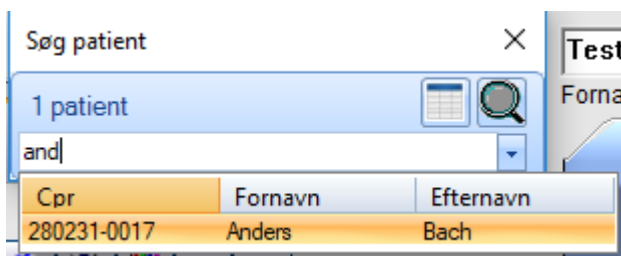 Søg patient
Test
1 patient
Forna
and
Cpr Fornavn Efternavn
280231-0017 Anders Bach